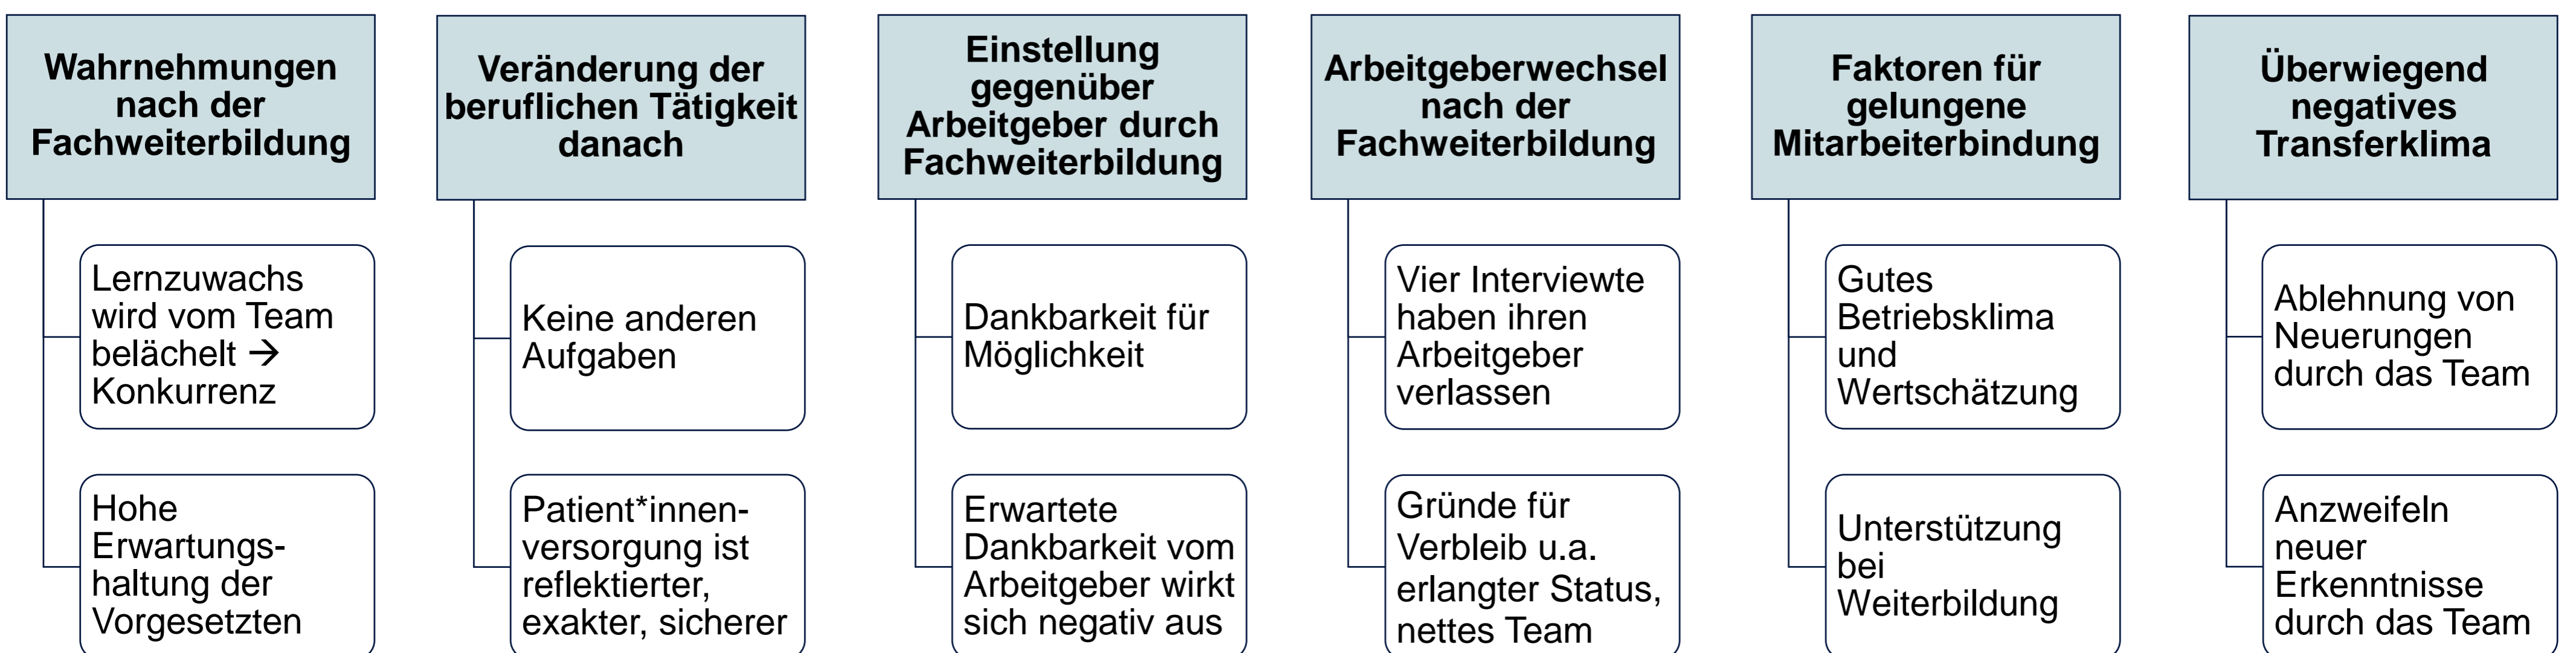 Wahrnehmungen
nach der
Fachweiterbildung
Lernzuwachs
wird vom Team
belächelt →
Konkurrenz
Hohe
Erwartungs-
haltung der
Vorgesetzten
Veränderung der
beruflichen Tätigkeit
danach
Keine anderen
Aufgaben
Patient*innen-
versorgung ist
reflektierter,
exakter, sicherer
Einstellung
gegenüber
Arbeitgeber durch
Fachweiterbildung
Dankbarkeit für
Möglichkeit
Erwartete
Dankbarkeit vom
Arbeitgeber wirkt
sich negativ aus
Arbeitgeberwechsel
nach der
Fachweiterbildung
Vier Interviewte
haben ihren
Arbeitgeber
verlassen
Gründe für
Verbleib u.a.
erlangter Status,
nettes Team
Faktoren für
gelungene
Mitarbeiterbindung
Gutes
Betriebsklima
und
Wertschätzung
Unterstützung
bei
Weiterbildung
Überwiegend
negatives
Transferklima
Ablehnung von
Neuerungen
durch das Team
Anzweifeln
neuer
Erkenntnisse
durch das Team